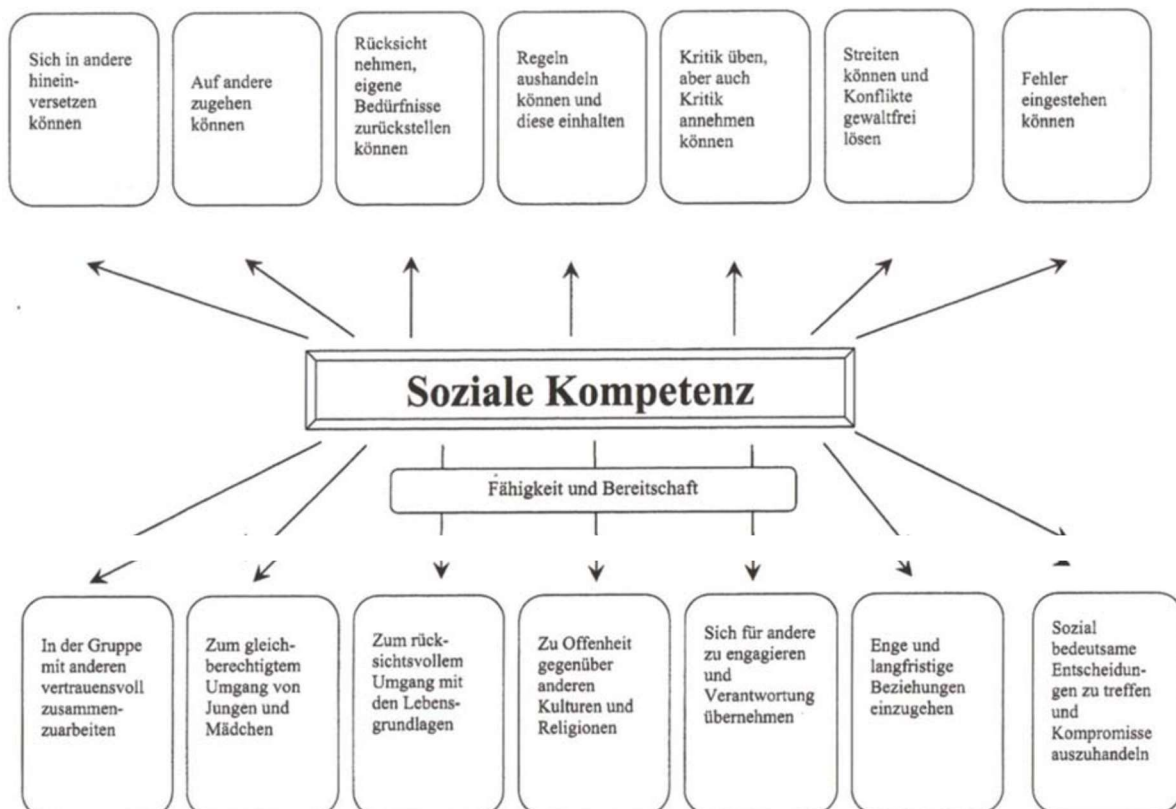 Sich in andere
hinein-
versetzen
können
Auf andere
zugehen
können
Rücksicht
nehmen,
eigene
Bedürfnisse
zurückstellen
können
Regeln
aushandeln
können und
diese einhalten
Kritik üben,
aber auch
Kritik
annehmen
können
Streiten
können und
Konflikte
gewaltfrei
lösen
Fehler
eingestehen
können
Soziale Kompetenz
Fähigkeit und Bereitschaft
In der Gruppe
mit anderen
vertrauensvoll
zusammen-
zuarbeiten
Zum gleich-
berechtigtem
Umgang von
Jungen und
Mädchen
Zum rück-
sichtsvollem
Umgang mit
den Lebens-
grundlagen
Zu Offenheit
gegenüber
anderen
Kulturen und
Religionen
Sich für andere
zu engagieren
und
Verantwortung
übernehmen
Enge und
langfristige
Beziehungen
einzugehen
Sozial
bedeutsame
Entscheidun-
gen zu treffen
und
Kompromisse
auszuhandeln